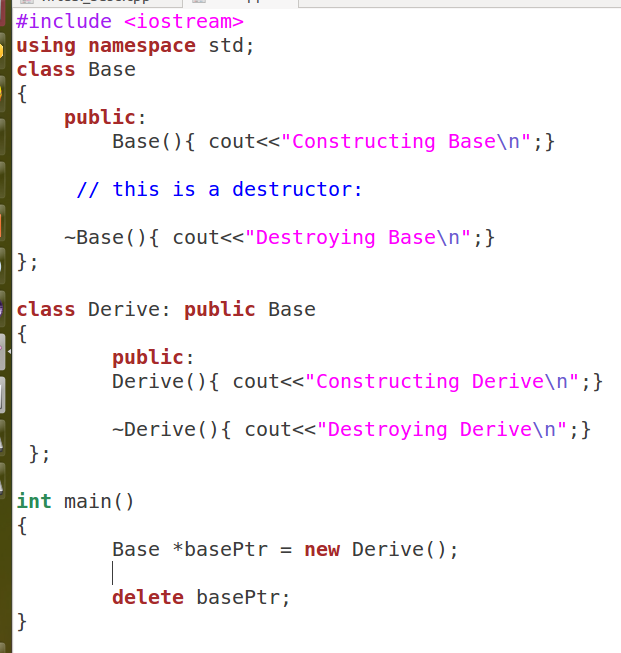 #include <iostream>
using namespace std;
class Base
{
    public:
        Base(){ cout<<"Constructing Base\n";}

     // this is a destructor:

    ~Base(){ cout<<"Destroying Base\n";}
};

class Derive: public Base
{
        public:
        Derive(){ cout<<"Constructing Derive\n";}

        ~Derive(){ cout<<"Destroying Derive\n";}
 };

int main()
{
        Base *basePtr = new Derive();

        delete basePtr;
}